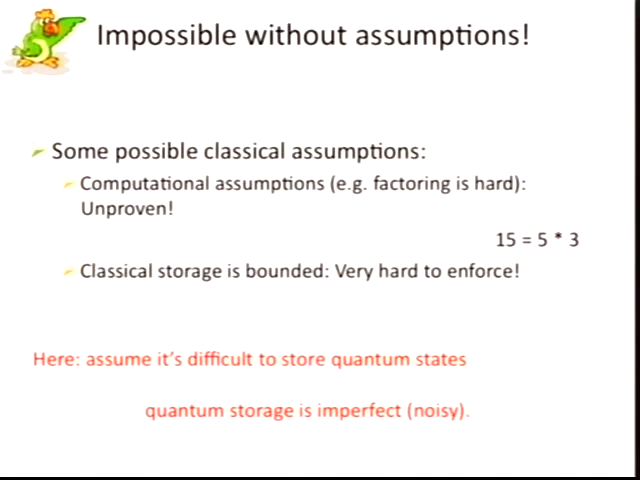 Impossible without assumptions!
Some possible classical assumptions:
Computational assumptions (e.g. factoring is hard):
Unproven!
15 = 5 * 3
Classical storage is bounded: Very hard to enforce!
Here: assume it's difficult to store quantum states
quantum storage is imperfect (noisy).